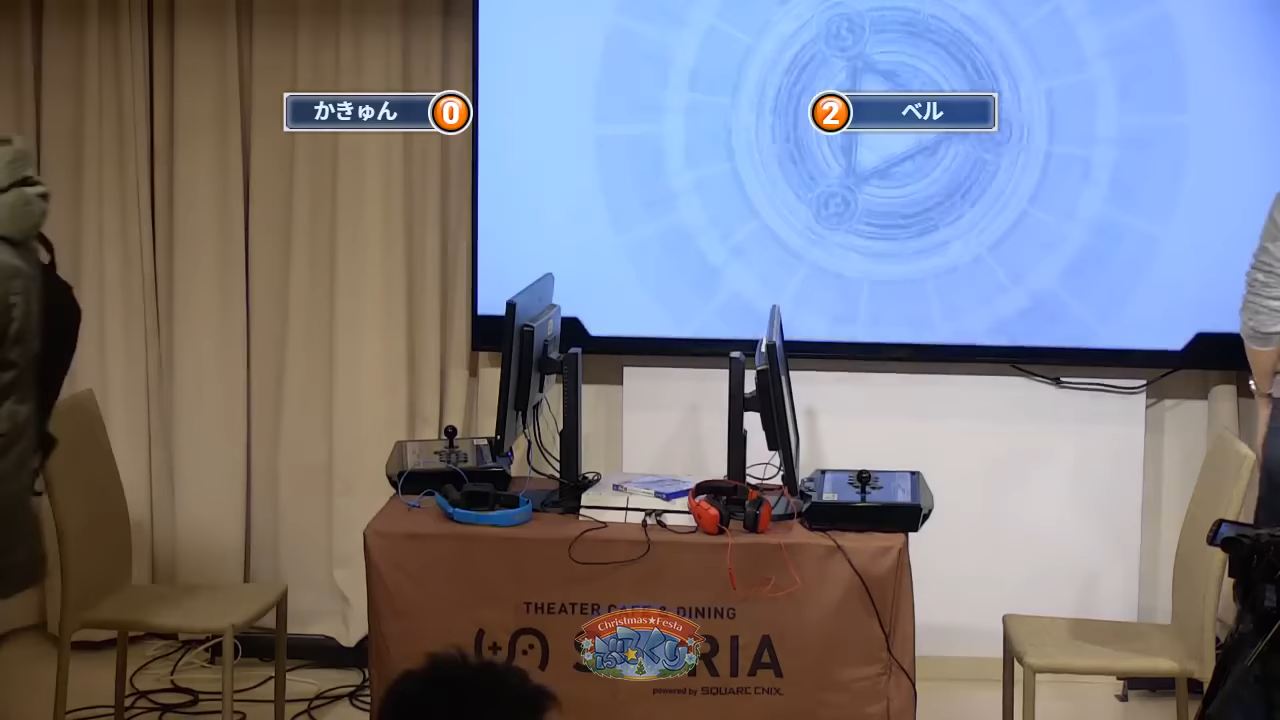 かきゅん 0
2 ベル
THEATER CAFE & DINING
Christmas★Festa
RIA
powered by SQUARE ENIX.